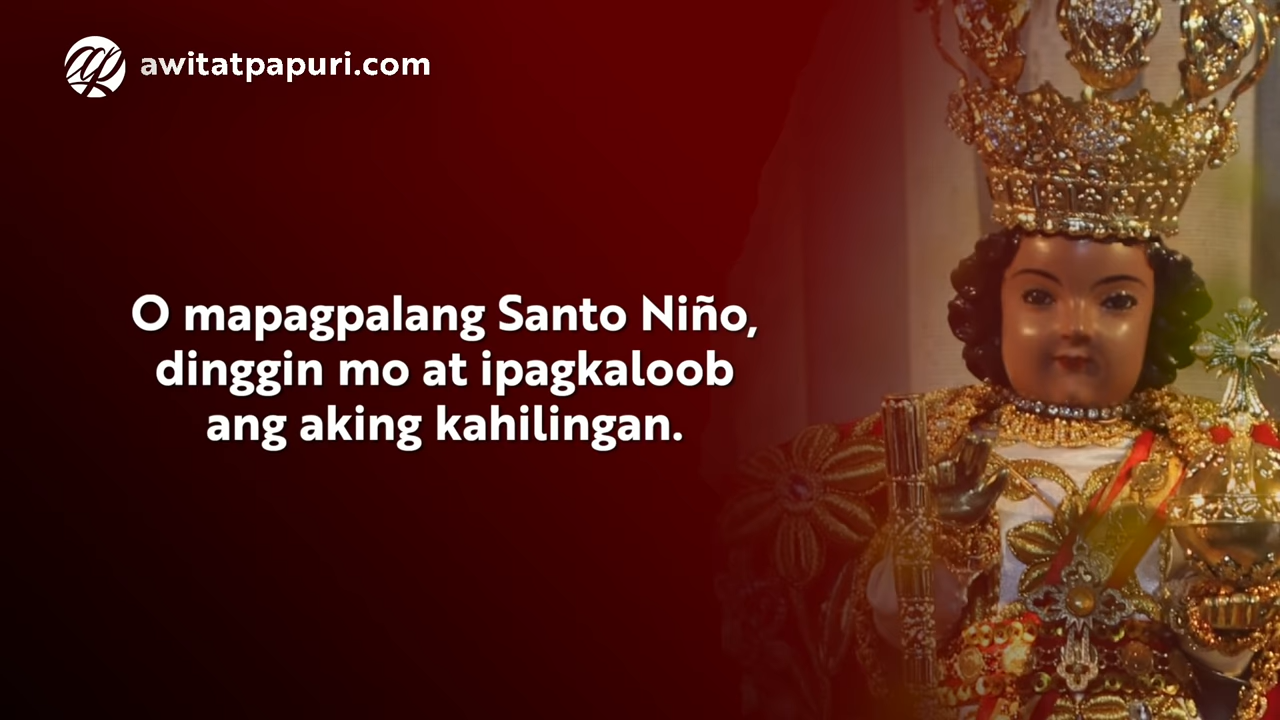 awitatpapuri.com
O mapagpalang Santo Niño,
dinggin mo at ipagkaloob
ang aking kahilingan.